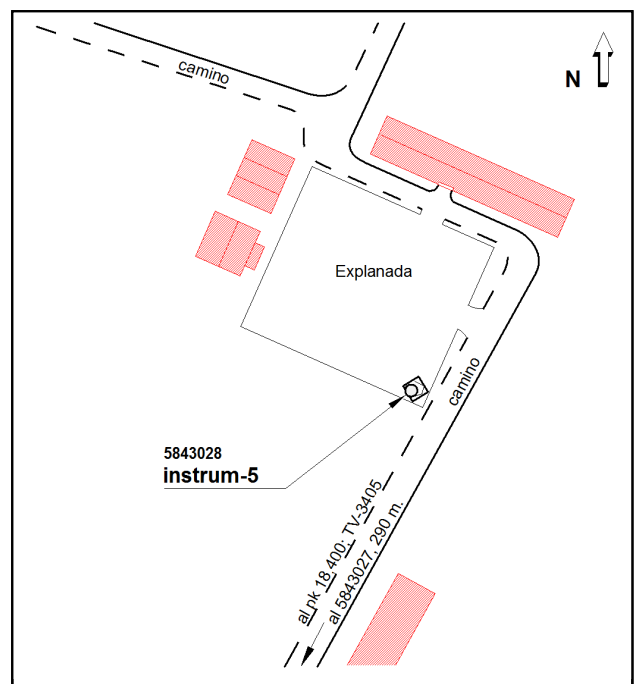 camino
N
Explanada
camino
5843028
instrum-5
al pk 18,400; TV-3405
al 5843027, 290 m.